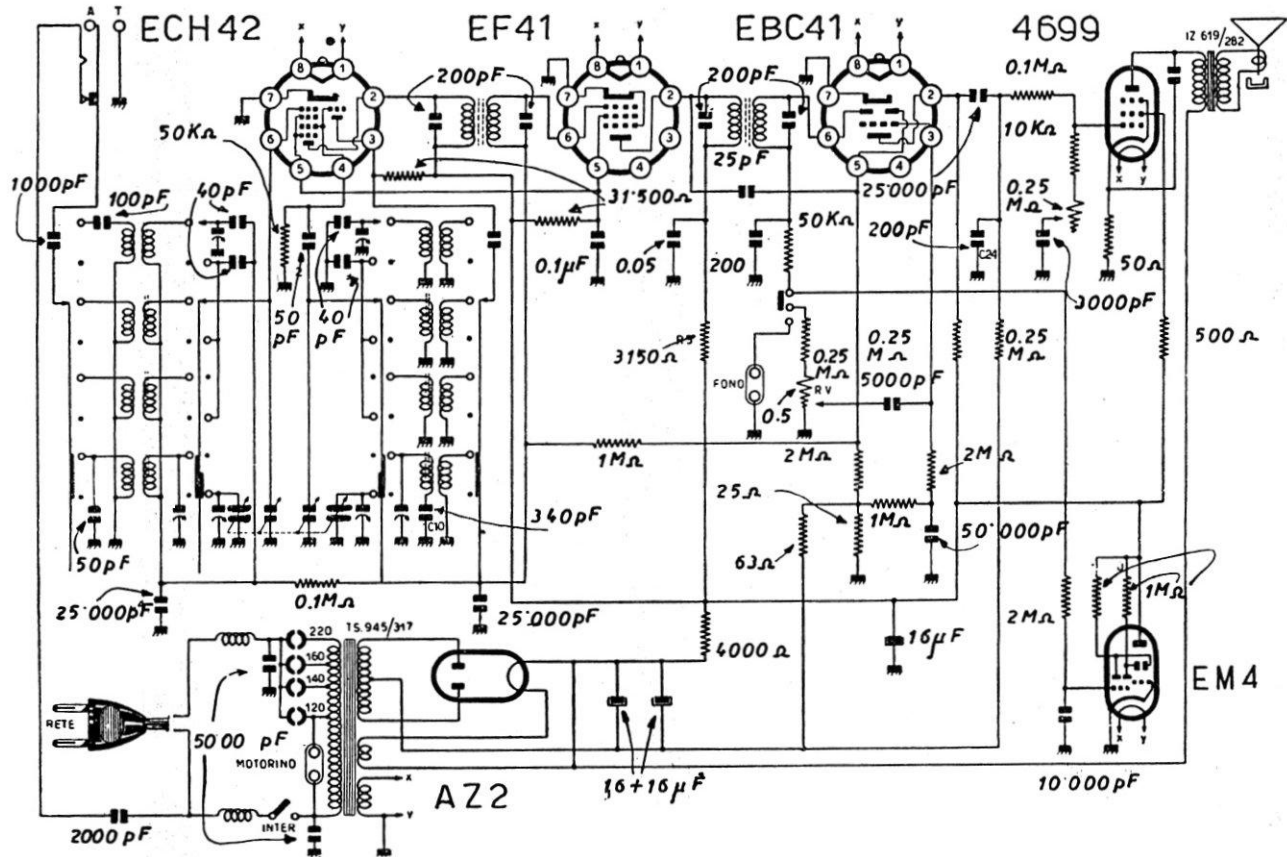 A T
ECH42
EF41
EBC41
4699
IZ 619/282
x y
x y
x y
8 1
7 2
6 3
5 4
8 1
7 2
6 3
5 4
8 1
7 2
6 3
5 4
200pF
200pF
0.1MΩ
10KΩ
x y
50KΩ
25pF
25.000pF
31.500Ω
1000pF
100pF
40pF
0.25 MΩ
50KΩ
200pF
C24
0.1µF
0.05
200
50Ω
3000pF
50 pF
40 pF
R5
3150Ω
0.25 MΩ
0.25 MΩ
500Ω
FONO
0.25 MΩ
5000pF
RV
0.5
1MΩ
2MΩ
2MΩ
25Ω
1MΩ
340pF
C10
50pF
50.000pF
63Ω
25.000pF
0.1MΩ
25.000pF
2MΩ
1MΩ
TS.945/317
220
160
140
120
4000Ω
16µF
EM4
RETE
5000 pF
MOTORINO
x
y
x y
AZ2
16+16µF
10.000pF
2000pF
INTER